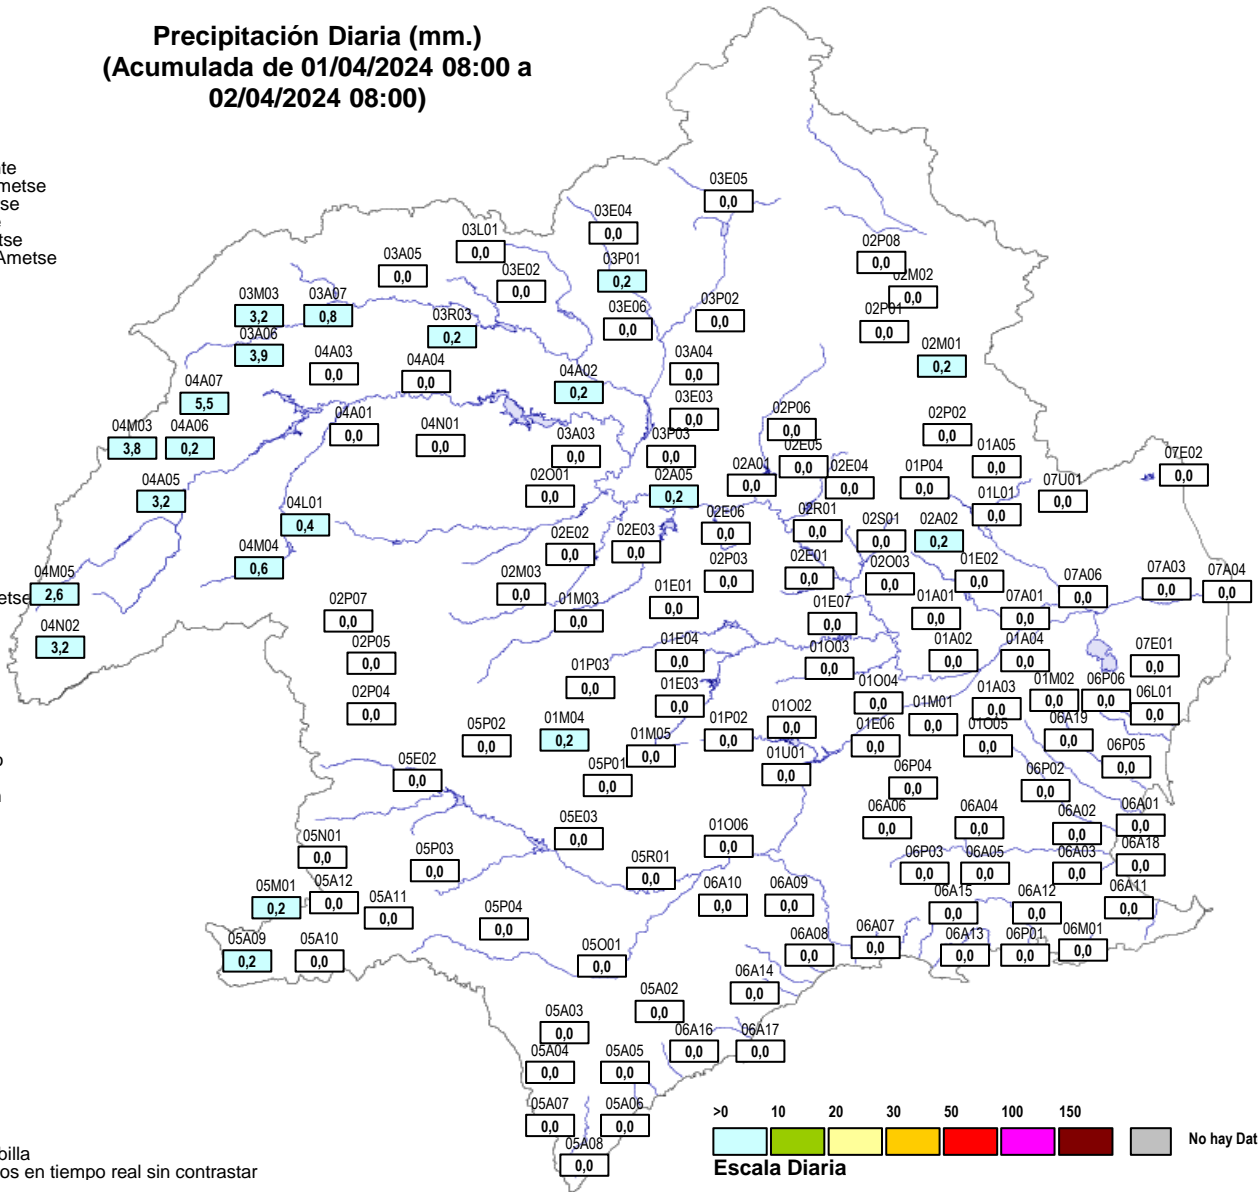 Precipitación Diaria (mm.)
(Acumulada de 01/04/2024 08:00 a
02/04/2024 08:00)
nte
metse
tse
e
tse
Ametse
03E05
0,0
03E04
0,0
03L01
0,0
03A05
0,0
03E02
0,0
03P01
0,2
02P08
0,0
02M02
0,0
03M03
3,2
03A07
0,8
03R03
0,2
03E06
0,0
03P02
0,0
02P01
0,0
03A06
3,9
04A03
0,0
04A04
0,0
04A02
0,2
03A04
0,0
02M01
0,2
04A07
5,5
03E03
0,0
04M03
3,8
04A06
0,2
04A01
0,0
04N01
0,0
03A03
0,0
03P03
0,0
02P06
0,0
02P02
0,0
02E05
0,0
01A05
0,0
07E02
0,0
04A05
3,2
02O01
0,0
02A05
0,2
02A01
0,0
02E04
0,0
01P04
0,0
01L01
0,0
07U01
0,0
04L01
0,4
02E06
0,0
02R01
0,0
02S01
0,0
02A02
0,2
04M04
0,6
02E02
0,0
02E03
0,0
02P03
0,0
02E01
0,0
02O03
0,0
01E02
0,0
04M05
2,6
etse
02M03
0,0
07A06
0,0
07A03
0,0
07A04
0,0
02P07
0,0
01M03
0,0
01E01
0,0
01E07
0,0
01A01
0,0
07A01
0,0
04N02
3,2
02P05
0,0
01E04
0,0
01O03
0,0
01A02
0,0
01A04
0,0
07E01
0,0
02P04
0,0
01P03
0,0
01E03
0,0
01O04
0,0
01M01
0,0
01A03
0,0
01M02
0,0
06P06
0,0
06L01
0,0
05P02
0,0
01M04
0,2
01M05
0,0
01P02
0,0
01O02
0,0
01E06
0,0
01O05
0,0
06A19
0,0
o
05E02
0,0
05P01
0,0
01U01
0,0
06P04
0,0
06P02
0,0
06P05
0,0
05E03
0,0
01O06
0,0
06A06
0,0
06A04
0,0
06A02
0,0
06A01
0,0
05N01
0,0
05P03
0,0
05R01
0,0
06P03
0,0
06A05
0,0
06A03
0,0
06A18
0,0
05M01
0,2
05A12
0,0
05A11
0,0
06A10
0,0
06A09
0,0
06A15
0,0
06A12
0,0
06A11
0,0
05A09
0,2
05A10
0,0
05P04
0,0
05O01
0,0
06A08
0,0
06A07
0,0
06A13
0,0
06P01
0,0
06M01
0,0
06A14
0,0
05A03
0,0
05A02
0,0
06A16
0,0
06A17
0,0
05A04
0,0
05A05
0,0
05A07
0,0
05A06
0,0
05A08
0,0
>0 10 20 30 50 100 150
No hay Dat
Escala Diaria
billa
os en tiempo real sin contrastar